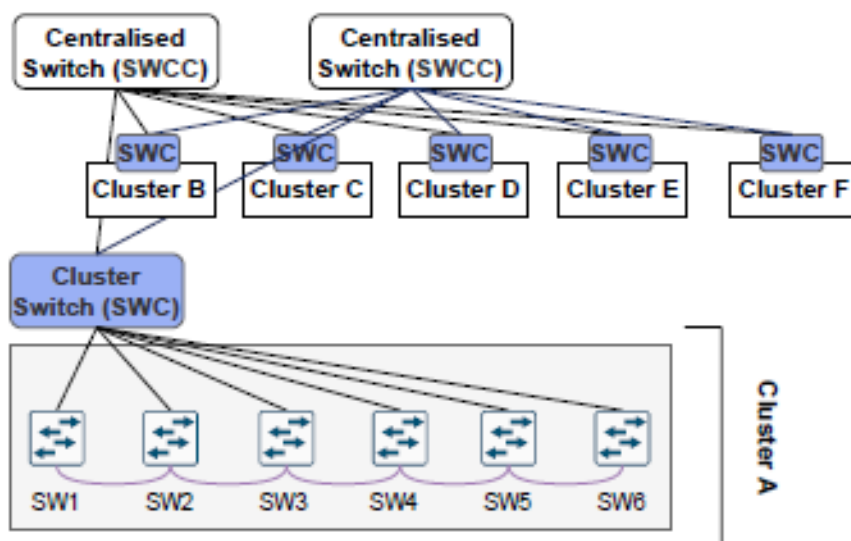 Centralised
Switch (SWCC)
Centralised
Switch (SWCC)
SWC
SWC
SWC
SWC
SWC
Cluster B
Cluster C
Cluster D
Cluster E
Cluster F
Cluster
Switch (SWC)
Cluster A
SW1
SW2
SW3
SW4
SW5
SW6